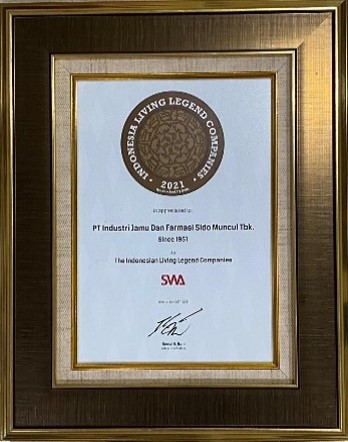 INDONESIA LIVING LEGEND COMPANIES
2021
PT Industri Jamu Dan Farmasi Sido Muncul Tbk.
Since 1951
The Indonesian Living Legend Companies
SWA